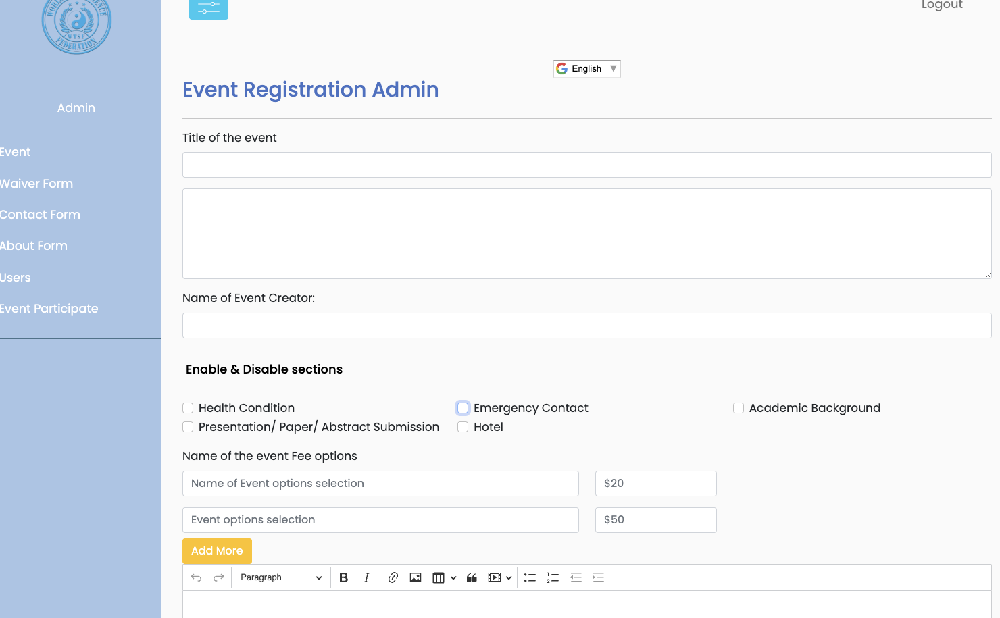 WTSF
FEDERATION
Logout
English
Event Registration Admin
Admin
Title of the event
Event
Waiver Form
Contact Form
About Form
Users
Name of Event Creator:
Event Participate
Enable & Disable sections
Health Condition
Emergency Contact
Academic Background
Presentation/ Paper/ Abstract Submission
Hotel
Name of the event Fee options
Name of Event options selection
$20
Event options selection
$50
Add More
Paragraph
B
I